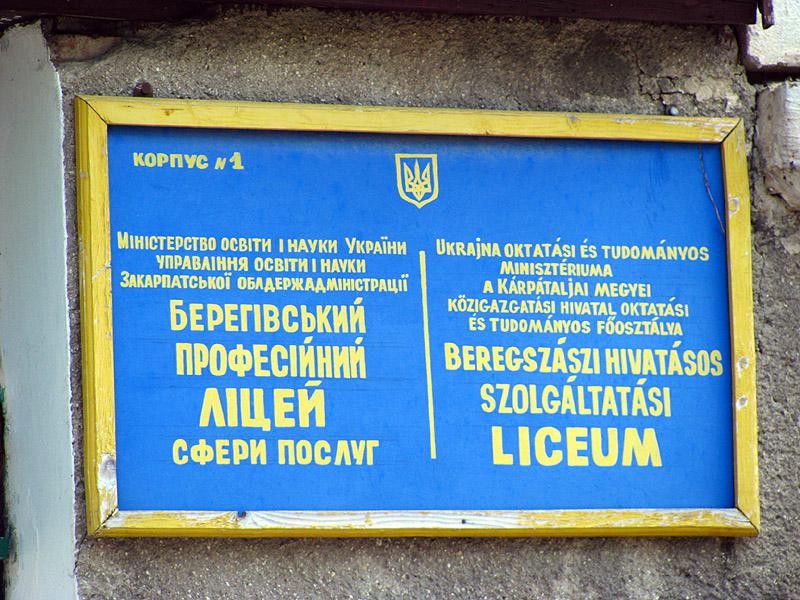 КОРПУС №1
МІНІСТЕРСТВО ОСВІТИ І НАУКИ УКРАЇНИ
УПРАВЛІННЯ ОСВІТИ І НАУКИ
ЗАКАРПАТСЬКОЇ ОБЛДЕРЖАДМІНІСТРАЦІЇ
БЕРЕГІВСЬКИЙ
ПРОФЕСІЙНИЙ
ЛІЦЕЙ
СФЕРИ ПОСЛУГ
UKRAJNA OKTATÁSI ÉS TUDOMÁNYOS
MINISZTÉRIUMA
A KÁRPÁTALJAI MEGYEI
KÖZIGAZGATÁSI HIVATAL OKTATÁSI
ÉS TUDOMÁNYOS FŐOSZTÁLYA
BEREGSZÁSZI HIVATÁSOS
SZOLGÁLTATÁSI
LICEUM